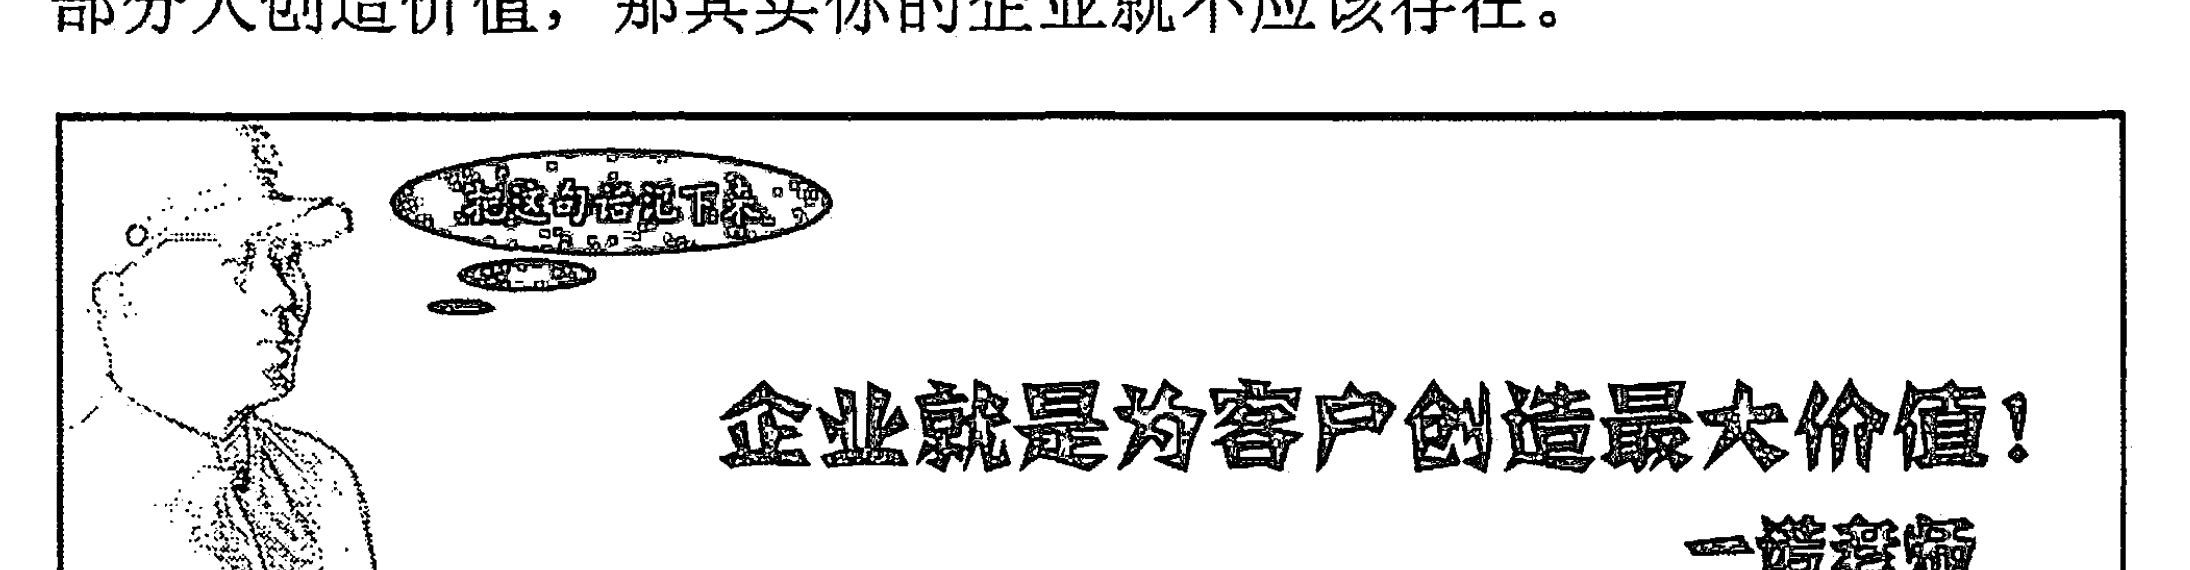 部分人创造价值，那其实你的企业就不应该存在。
把这句话记下来
企业就是为客户创造最大价值！